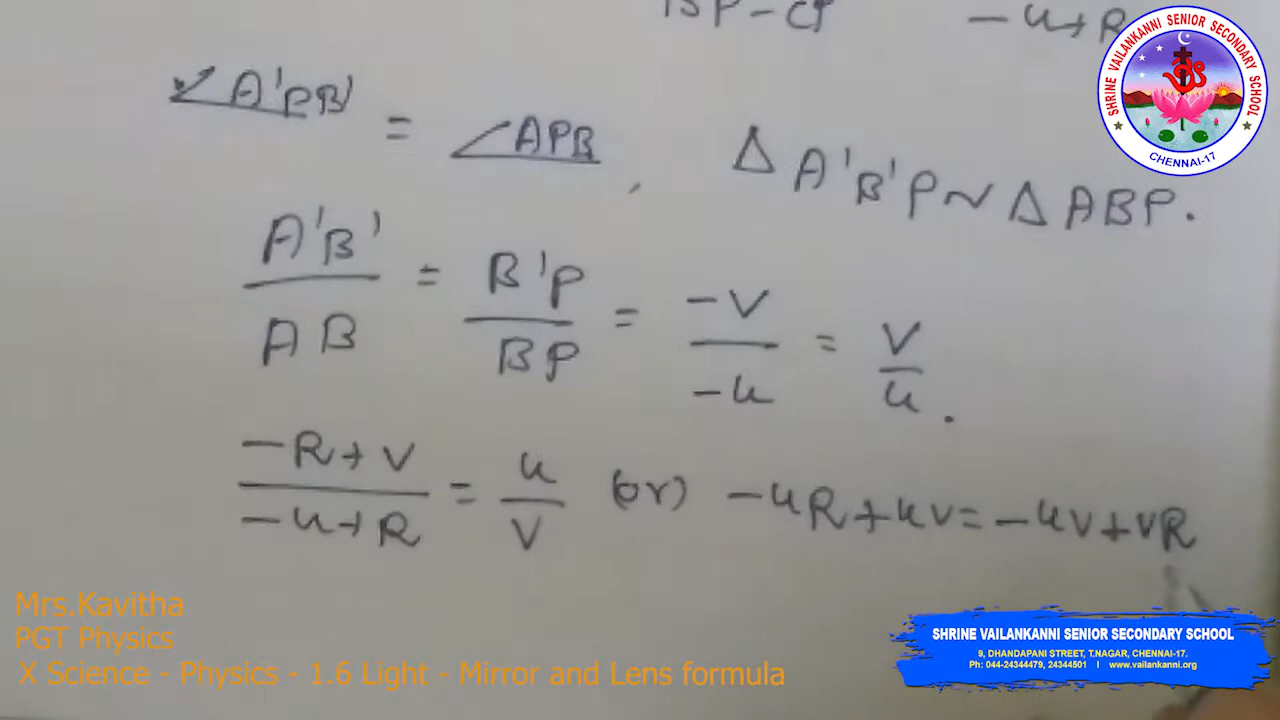 - u + R
∠A'PB' = ∠APB, Δ A'B'P ~ Δ ABP.
A'B' / AB = B'P / BP = -v / -u = v / u.
-R + v / -u + R = u / v (or) -uR + uv = -uv + vR
Mrs.Kavitha
PGT Physics
X Science - Physics - 1.6 Light - Mirror and Lens formula
SHRINE VAILANKANNI SENIOR SECONDARY SCHOOL
CHENNAI-17
SHRINE VAILANKANNI SENIOR SECONDARY SCHOOL
9, DHANDAPANI STREET, T.NAGAR, CHENNAI-17.
Ph: 044-24344479, 24344501 | www.vailankanni.org